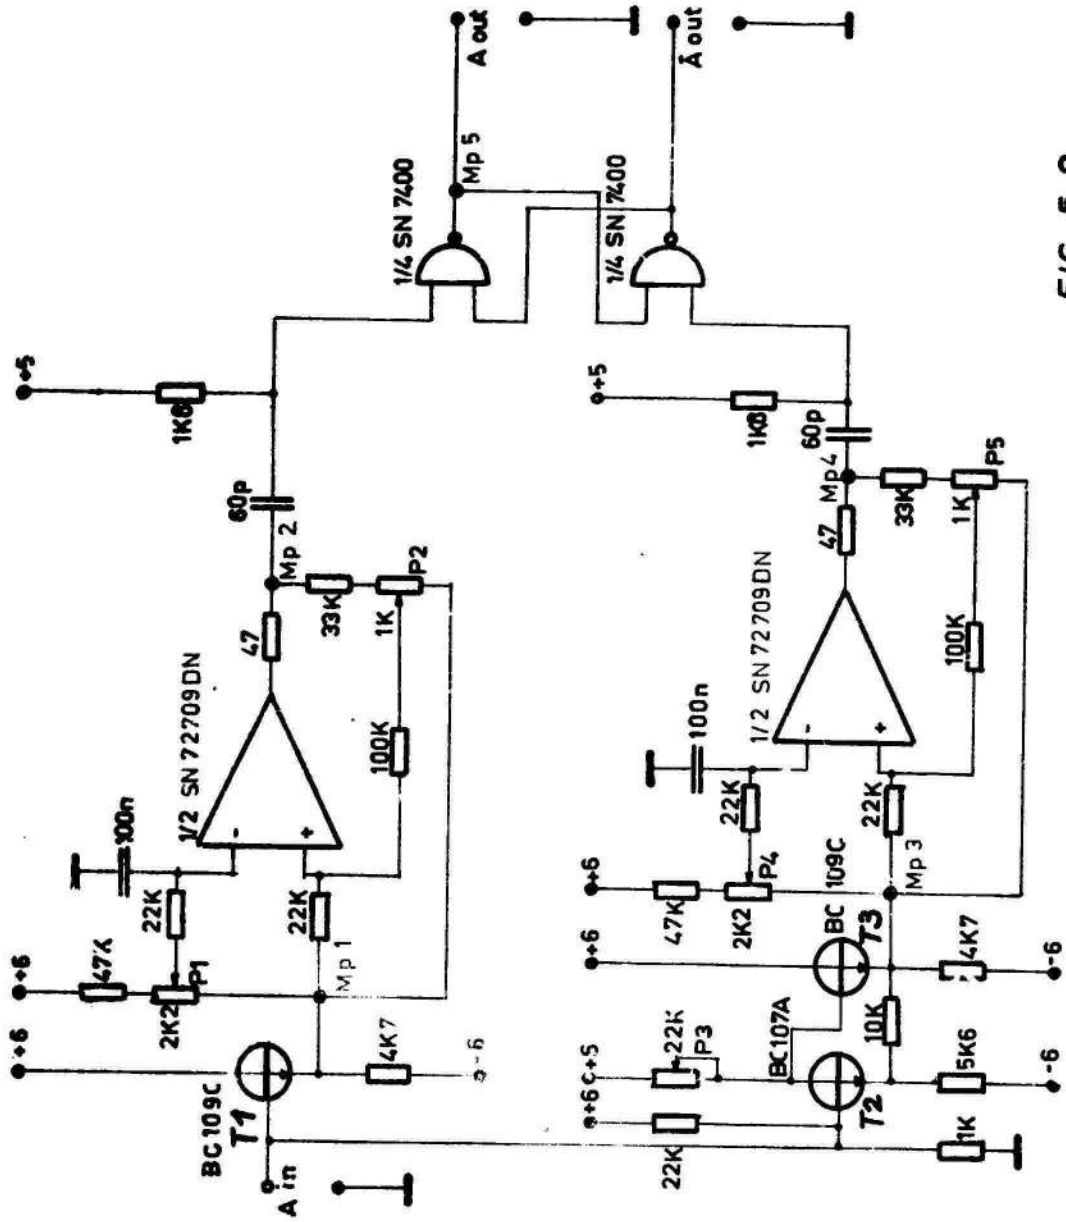 A in
BC 109C
T1
+6
+6
47K
2K2
P1
22K
100n
-
+
22K
Mp 1
4K7
-6
1/2 SN 72709 DN
47
Mp 2
60p
33K
1K
P2
100K
+5
1K8
1/4 SN 7400
Mp 5
A out
1/4 SN 7400
Ā out
+6
+5
22K
22K
P3
BC107A
T2
1K
5K6
-6
10K
+6
BC 109C
T3
4K7
-6
+6
47K
2K2
P4
22K
100n
-
+
22K
Mp 3
1/2 SN 72709 DN
47
Mp 4
60p
33K
1K
P5
100K
+5
1K8